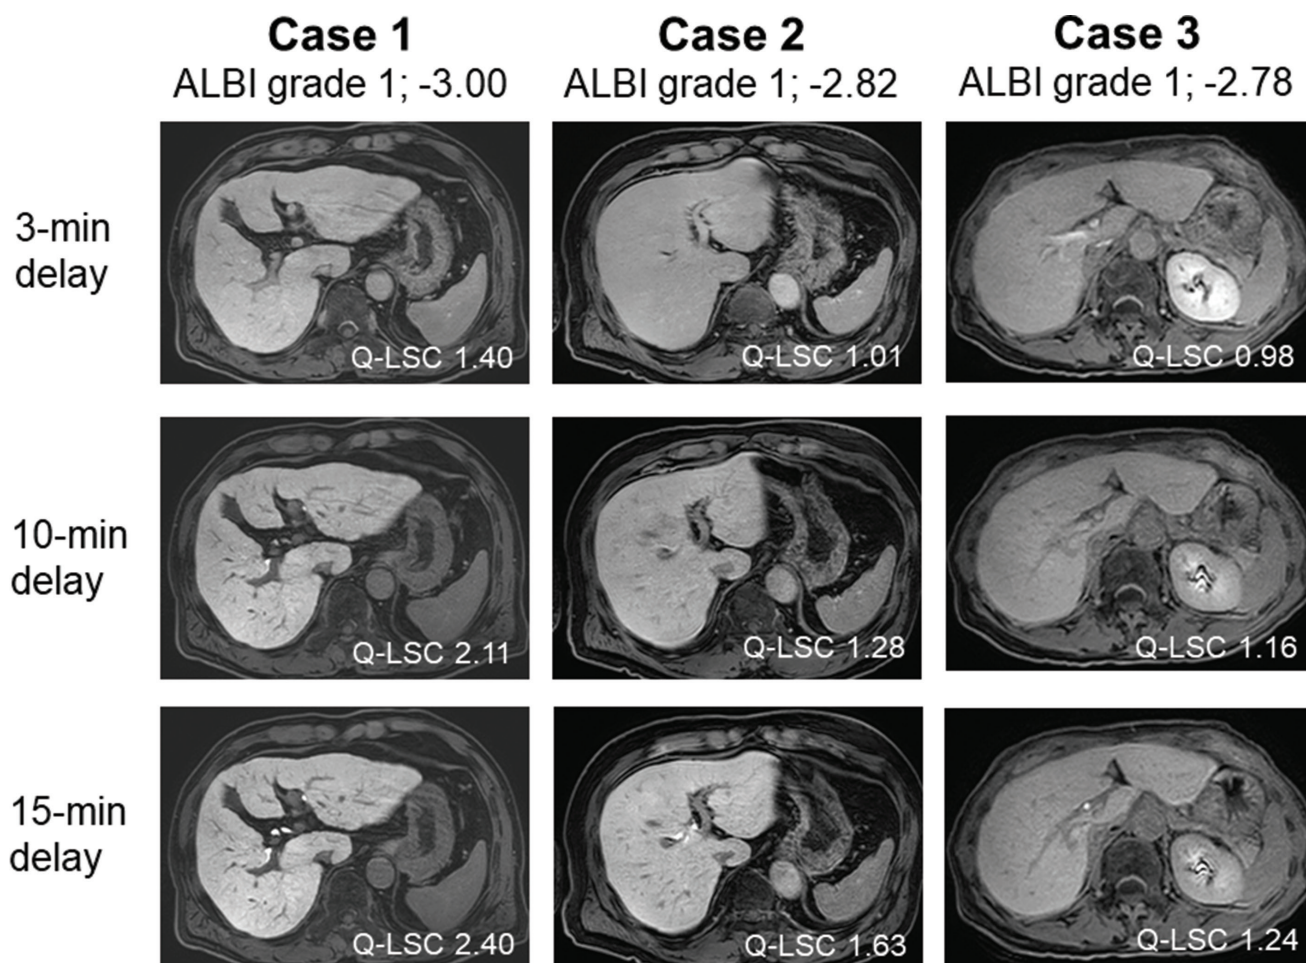 Case 1
Case 2
Case 3
ALBI grade 1; -3.00
ALBI grade 1; -2.82
ALBI grade 1; -2.78
3-min
delay
Q-LSC 1.40
Q-LSC 1.01
Q-LSC 0.98
10-min
delay
Q-LSC 2.11
Q-LSC 1.28
Q-LSC 1.16
15-min
delay
Q-LSC 2.40
Q-LSC 1.63
Q-LSC 1.24